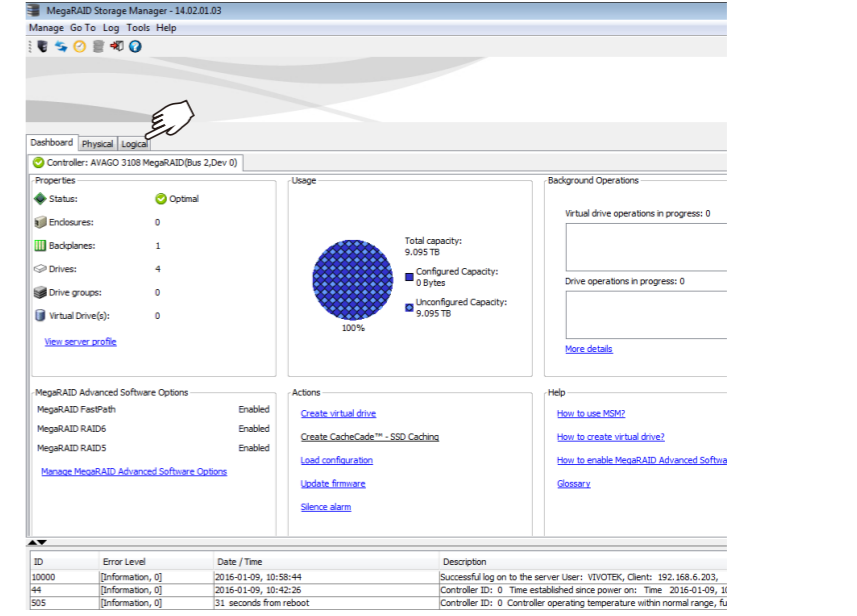 MegaRAID Storage Manager - 14.02.01.03
Manage Go To Log Tools Help
Dashboard Physical Logical
Controller: AVAGO 3108 MegaRAID(Bus 2,Dev 0)
Properties
Status: Optimal
Enclosures: 0
Backplanes: 1
Drives: 4
Drive groups: 0
Virtual Drive(s): 0
View server profile
Usage
Total capacity:
9.095 TB
Configured Capacity:
0 Bytes
Unconfigured Capacity:
9.095 TB
100%
Background Operations
Virtual drive operations in progress: 0
Drive operations in progress: 0
More details
MegaRAID Advanced Software Options
MegaRAID FastPath Enabled
MegaRAID RAID6 Enabled
MegaRAID RAID5 Enabled
Manage MegaRAID Advanced Software Options
Actions
Create virtual drive
Create CacheCade™ - SSD Caching
Load configuration
Update firmware
Silence alarm
Help
How to use MSM?
How to create virtual drive?
How to enable MegaRAID Advanced Softwa
Glossary
ID Error Level Date / Time Description
10000 [Information, 0] 2016-01-09, 10:58:44 Successful log on to the server User: VIVOTEK, Client: 192.168.6.203,
44 [Information, 0] 2016-01-09, 10:42:26 Controller ID: 0 Time established since power on: Time 2016-01-09, 10
505 [Information, 0] 31 seconds from reboot Controller ID: 0 Controller operating temperature within normal range, fu